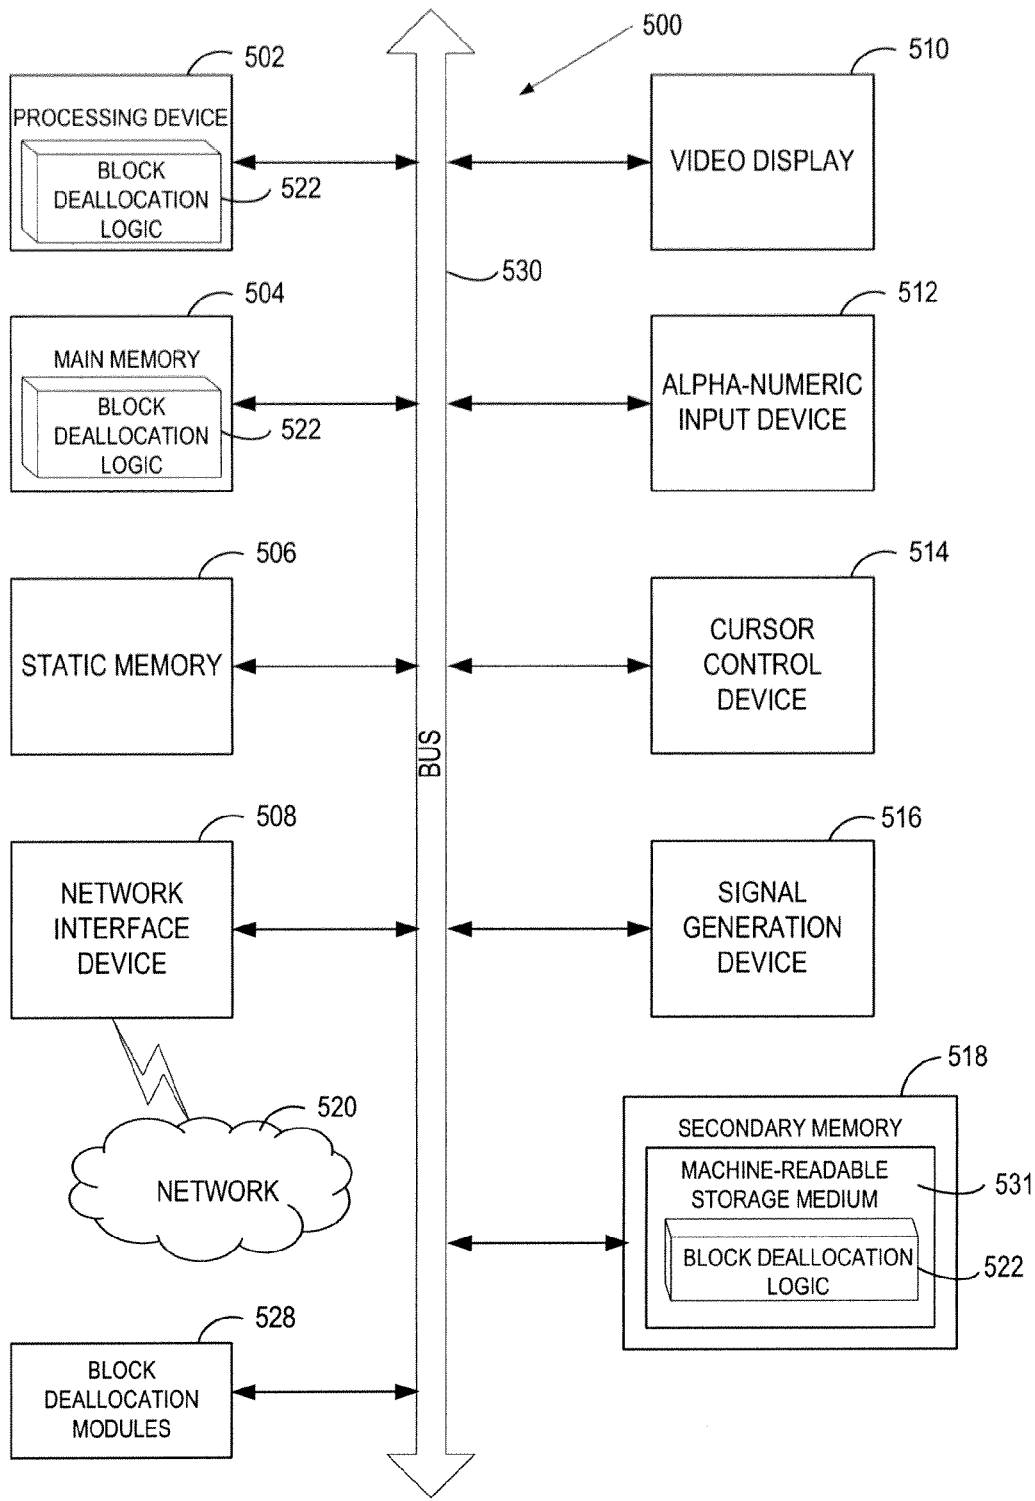 500
502
PROCESSING DEVICE
BLOCK
DEALLOCATION
LOGIC
522
504
MAIN MEMORY
BLOCK
DEALLOCATION
LOGIC
522
506
STATIC MEMORY
508
NETWORK
INTERFACE
DEVICE
520
NETWORK
528
BLOCK
DEALLOCATION
MODULES
530
BUS
510
VIDEO DISPLAY
512
ALPHA-NUMERIC
INPUT DEVICE
514
CURSOR
CONTROL
DEVICE
516
SIGNAL
GENERATION
DEVICE
518
SECONDARY MEMORY
MACHINE-READABLE
STORAGE MEDIUM
531
BLOCK DEALLOCATION
LOGIC
522